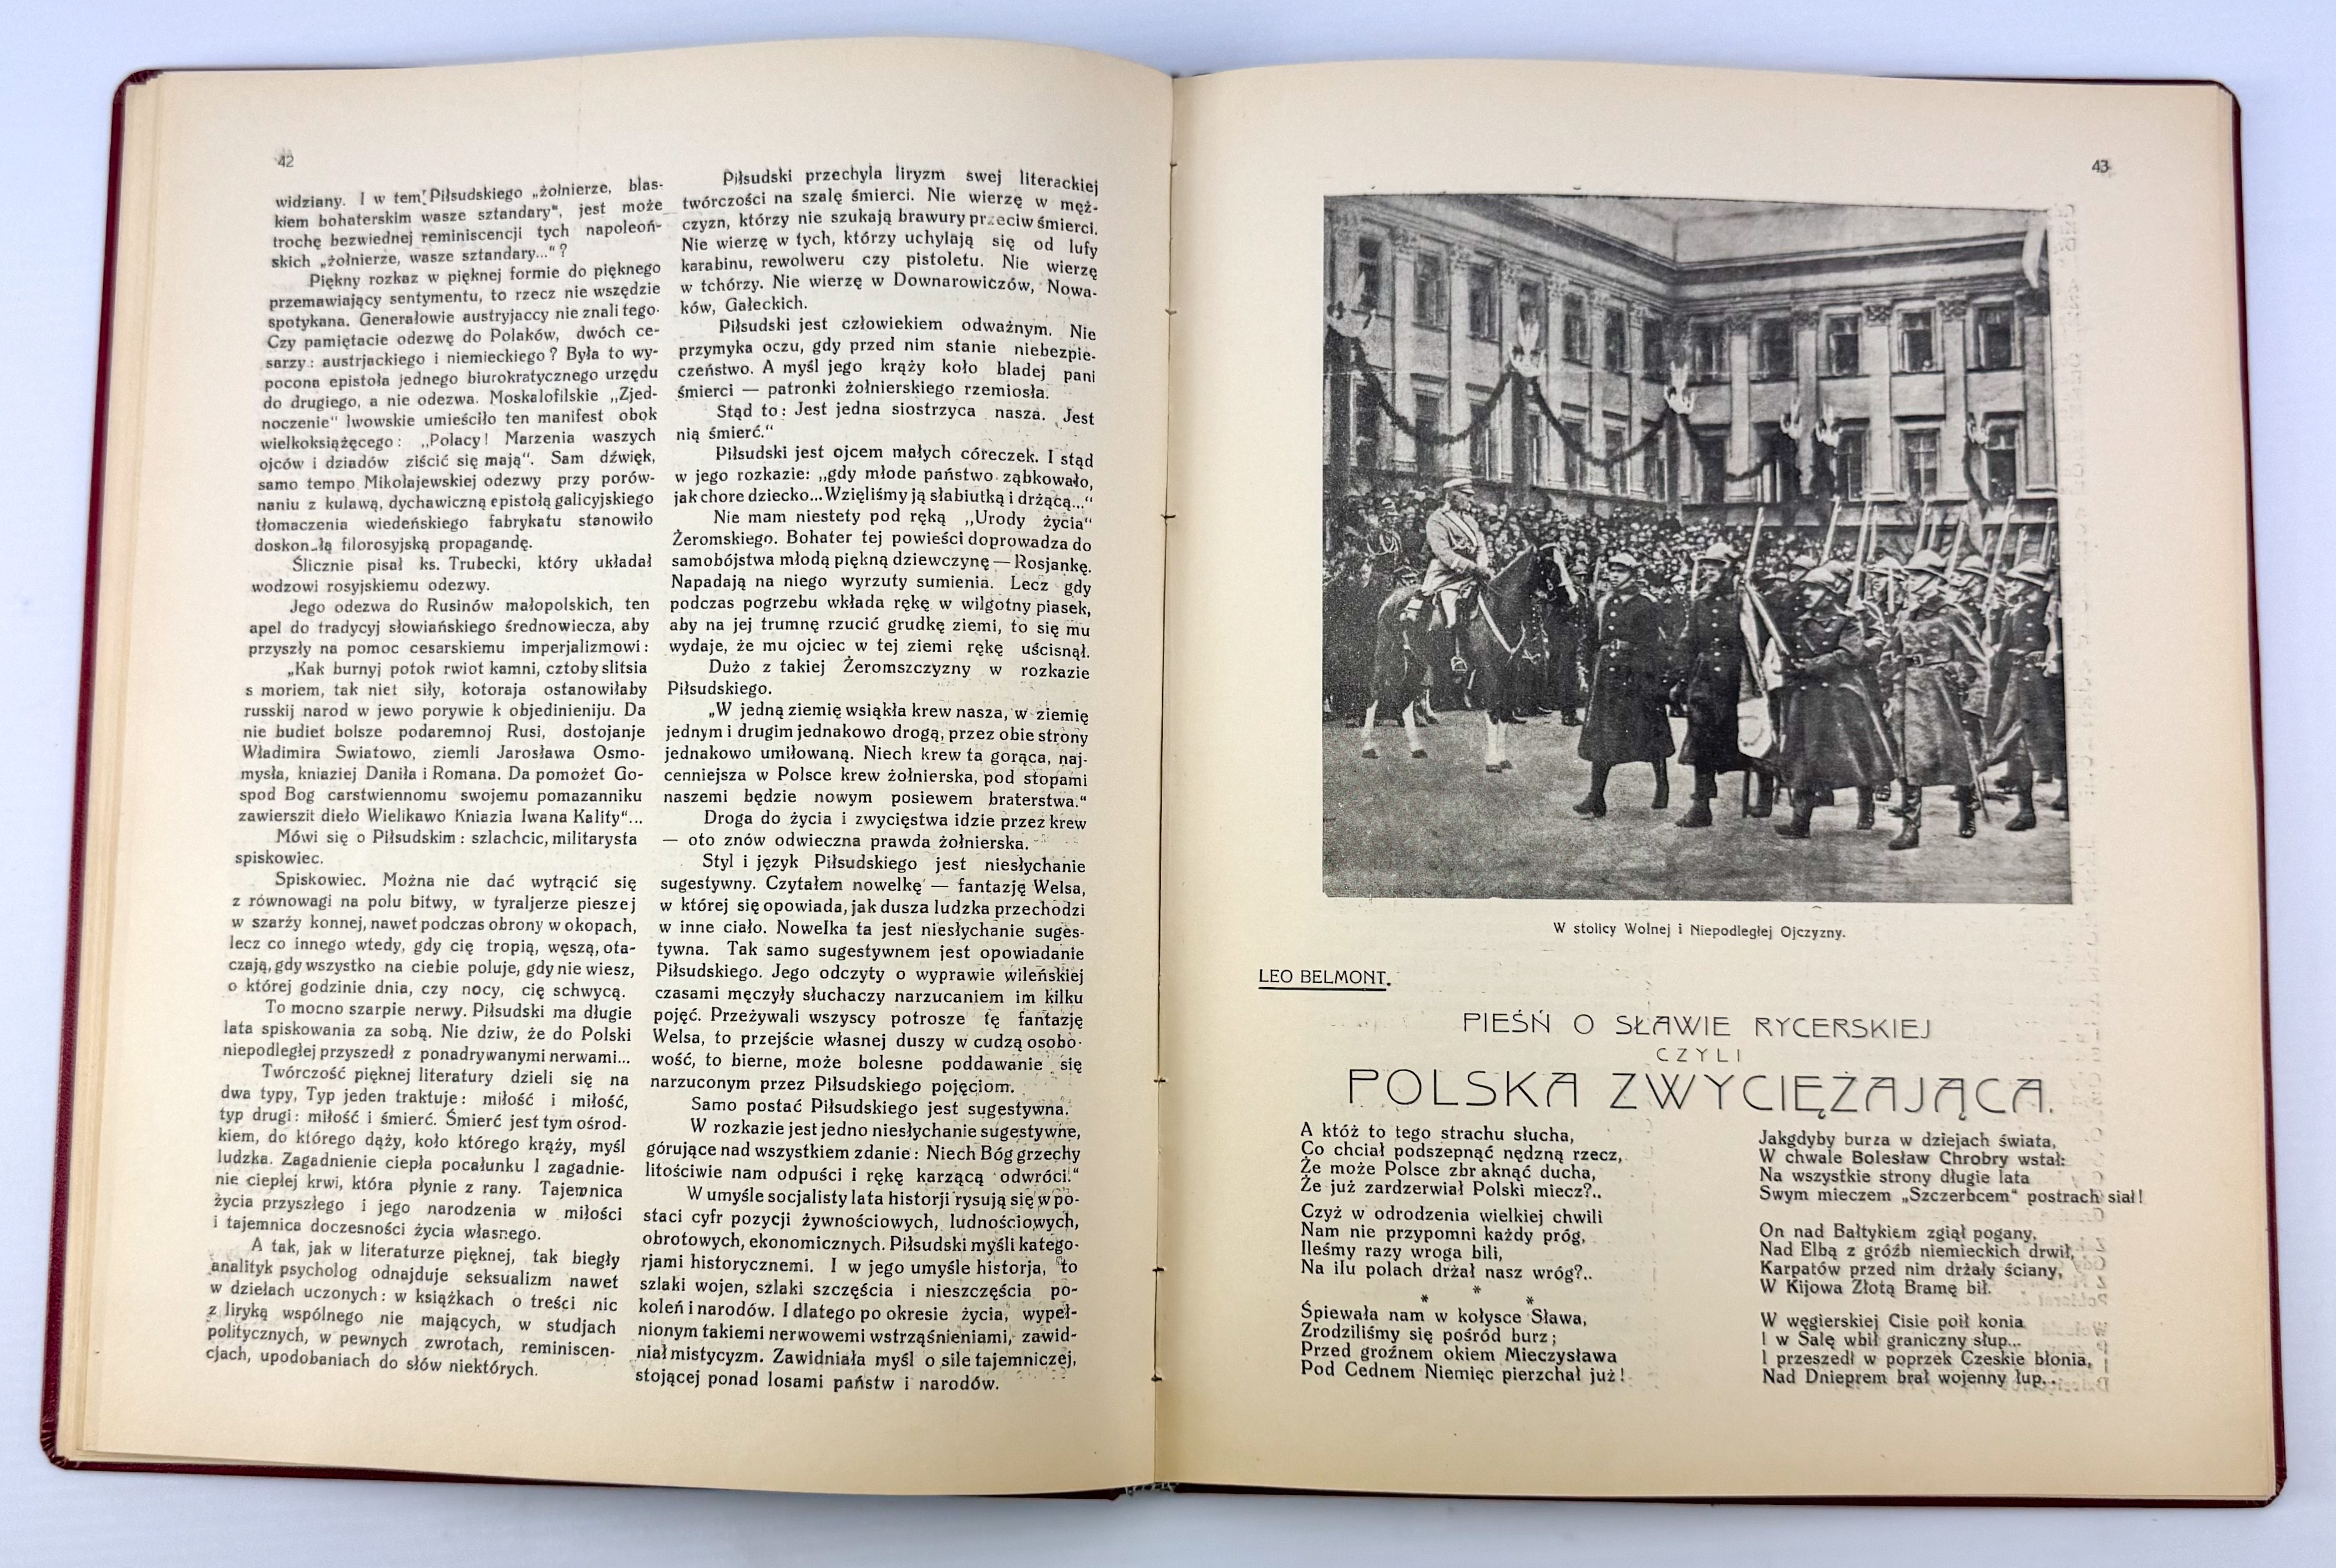 42
widziany. I w tem Piłsudskiego „żołnierze, blas-
kiem bohaterskim wasze sztandary“, jest może
trochę bezwiednej reminiscencji tych napoleoń-
skich „żołnierze, wasze sztandary...“ ?
Piękny rozkaz w pięknej formie do pięknego
przemawiający sentymentu, to rzecz nie wszędzie
spotykana. Generałowie austryjaccy nie znali tego.
Czy pamiętacie odezwę do Polaków, dwóch ce-
sarzy: austrjackiego i niemieckiego ? Była to wy-
pocona epistoła jednego biurokratycznego urzędu
do drugiego, a nie odezwa. Moskalofilskie „Zjed-
noczenie“ lwowskie umieściło ten manifest obok
wielkoksiążęcego : „Polacy ! Marzenia waszych
ojców i dziadów ziścić się mają“. Sam dźwięk,
samo tempo Mikołajewskiej odezwy przy porów-
naniu z kulawą, dychawiczną epistołą galicyjskiego
tłomaczenia wiedeńskiego fabrykatu stanowiło
doskon łą filorosyjską propagandę.
Ślicznie pisał ks. Trubecki, który układał
wodzowi rosyjskiemu odezwy.
Jego odezwa do Rusinów małopolskich, ten
apel do tradycyj słowiańskiego średniowiecza, aby
przyszły na pomoc cesarskiemu imperjalizmowi :
„Kak burnyj potok rwiot kamni, cztoby slitsia
s moriem, tak niet siły, kotoraja ostanowiłaby
russkij narod w jewo porywie k objedinieniju. Da
nie budiet bolsze podaremnoj Rusi, dostojanje
Władimira Swiatowo, ziemli Jarosława Osmo-
mysła, kniaziej Daniła i Romana. Da pomożet Go-
spod Bog carstwiennomu swojemu pomazanniku
zawierszit dieło Wielikawo Kniazia Iwana Kality“...
Mówi się o Piłsudskim : szlachcic, militarysta
spiskowiec.
Spiskowiec. Można nie dać wytrącić się
z równowagi na polu bitwy, w tyraljerze pieszej
w szarży konnej, nawet podczas obrony w okopach,
lecz co innego wtedy, gdy cię tropią, węszą, ota-
czają, gdy wszystko na ciebie poluje, gdy nie wiesz,
o której godzinie dnia, czy nocy, cię schwycą.
To mocno szarpie nerwy. Piłsudski ma długie
lata spiskowania za sobą. Nie dziw, że do Polski
niepodległej przyszedł z ponadrywanymi nerwami...
Twórczość pięknej literatury dzieli się na
dwa typy, Typ jeden traktuje : miłość i miłość,
typ drugi : miłość i śmierć. Śmierć jest tym ośrod-
kiem, do którego dąży, koło którego krąży, myśl
ludzka. Zagadnienie ciepła pocałunku I zagadnie-
nie ciepłej krwi, która płynie z rany. Tajemnica
życia przyszłego i jego narodzenia w miłości
i tajemnica doczesności życia własnego.
A tak, jak w literaturze pięknej, tak biegły
analityk psycholog odnajduje seksualizm nawet
w dziełach uczonych : w książkach o treści nic
z liryką wspólnego nie mających, w studjach
politycznych, w pewnych zwrotach, reminiscen-
cjach, upodobaniach do słów niektórych.
Piłsudski przechyla liryzm swej literackiej
twórczości na szalę śmierci. Nie wierzę w męż-
czyzn, którzy nie szukają brawury przeciw śmierci.
Nie wierzę w tych, którzy uchylają się od lufy
karabinu, rewolweru czy pistoletu. Nie wierzę
w tchórzy. Nie wierzę w Downarowiczów, Nowa-
ków, Gałeckich.
Piłsudski jest człowiekiem odważnym. Nie
przymyka oczu, gdy przed nim stanie niebezpie-
czeństwo. A myśl jego krąży koło bladej pani
śmierci — patronki żołnierskiego rzemiosła.
Stąd to : Jest jedna siostrzyca nasza. Jest
nią śmierć.“
Piłsudski jest ojcem małych córeczek. I stąd
w jego rozkazie: „gdy młode państwo ząbkowało,
jak chore dziecko... Wzięliśmy ją słabiutką i drżącą...“
Nie mam niestety pod ręką „Urody życia“
Żeromskiego. Bohater tej powieści doprowadza do
samobójstwa młodą piękną dziewczynę — Rosjankę.
Napadają na niego wyrzuty sumienia. Lecz gdy
podczas pogrzebu wkłada rękę w wilgotny piasek,
aby na jej trumnę rzucić grudkę ziemi, to się mu
wydaje, że mu ojciec w tej ziemi rękę uścisnął.
Dużo z takiej Żeromszczyzny w rozkazie
Piłsudskiego.
„W jedną ziemię wsiąkła krew nasza, w ziemię
jednym i drugim jednakowo drogą, przez obie strony
jednakowo umiłowaną. Niech krew ta gorąca, naj-
cenniejsza w Polsce krew żołnierska, pod stopami
naszemi będzie nowym posiewem braterstwa.“
Droga do życia i zwycięstwa idzie przez krew
— oto znów odwieczna prawda żołnierska.
Styl i język Piłsudskiego jest niesłychanie
sugestywny. Czytałem nowelkę — fantazję Welsa,
w której się opowiada, jak dusza ludzka przechodzi
w inne ciało. Nowelka ta jest niesłychanie suges-
tywna. Tak samo sugestywnem jest opowiadanie
Piłsudskiego. Jego odczyty o wyprawie wileńskiej
czasami męczyły słuchaczy narzucaniem im kilku
pojęć. Przeżywali wszyscy potrosze tę fantazję
Welsa, to przejście własnej duszy w cudzą osobo-
wość, to bierne, może bolesne poddawanie się
narzuconym przez Piłsudskiego pojęciom.
Samo postać Piłsudskiego jest sugestywna.
W rozkazie jest jedno niesłychanie sugestywne,
górujące nad wszystkiem zdanie : Niech Bóg grzechy
litościwie nam odpuści i rękę karzącą odwróci.“
W umyśle socjalisty lata historji rysują się w po-
staci cyfr pozycji żywnościowych, ludnościowych,
obrotowych, ekonomicznych. Piłsudski myśli katego-
rjami historycznemi. I w jego umyśle historja, to
szlaki wojen, szlaki szczęścia i nieszczęścia po-
koleń i narodów. I dlatego po okresie życia, wypeł-
nionym takiemi nerwowemi wstrząśnieniami, zawid-
niał mistycyzm. Zawidniała myśl o sile tajemniczej,
stojącej ponad losami państw i narodów.
43
W stolicy Wolnej i Niepodległej Ojczyzny.
LEO BELMONT.
PIEŚŃ O SŁAWIE RYCERSKIEJ
CZYLI
POLSKA ZWYCIĘŻAJĄCA.
A któż to tego strachu słucha,
Co chciał podszepnąć nędzną rzecz,
Że może Polsce zbraknąć ducha,
Że już zardzerwiał Polski miecz?..
Czyż w odrodzenia wielkiej chwili
Nam nie przypomni każdy próg,
Ileśmy razy wroga bili,
Na ilu polach drżał nasz wróg?..
* * *
Śpiewała nam w kołysce Sława,
Zrodziliśmy się pośród burz ;
Przed groźnem okiem Mieczysława
Pod Cednem Niemięc pierzchał już !
Jakgdyby burza w dziejach świata,
W chwale Bolesław Chrobry wstał:
Na wszystkie strony długie lata
Swym mieczem „Szczerbcem“ postrach siał!
On nad Bałtykiem zgiął pogany,
Nad Elbą z gróźb niemieckich drwił,
Karpatów przed nim drżały ściany,
W Kijowa Złotą Bramę bił.
W węgierskiej Cisie poił konia
I w Salę wbił graniczny słup...
I przeszedł w poprzek Czeskie błonia,
Nad Dnieprem brał wojenny łup..